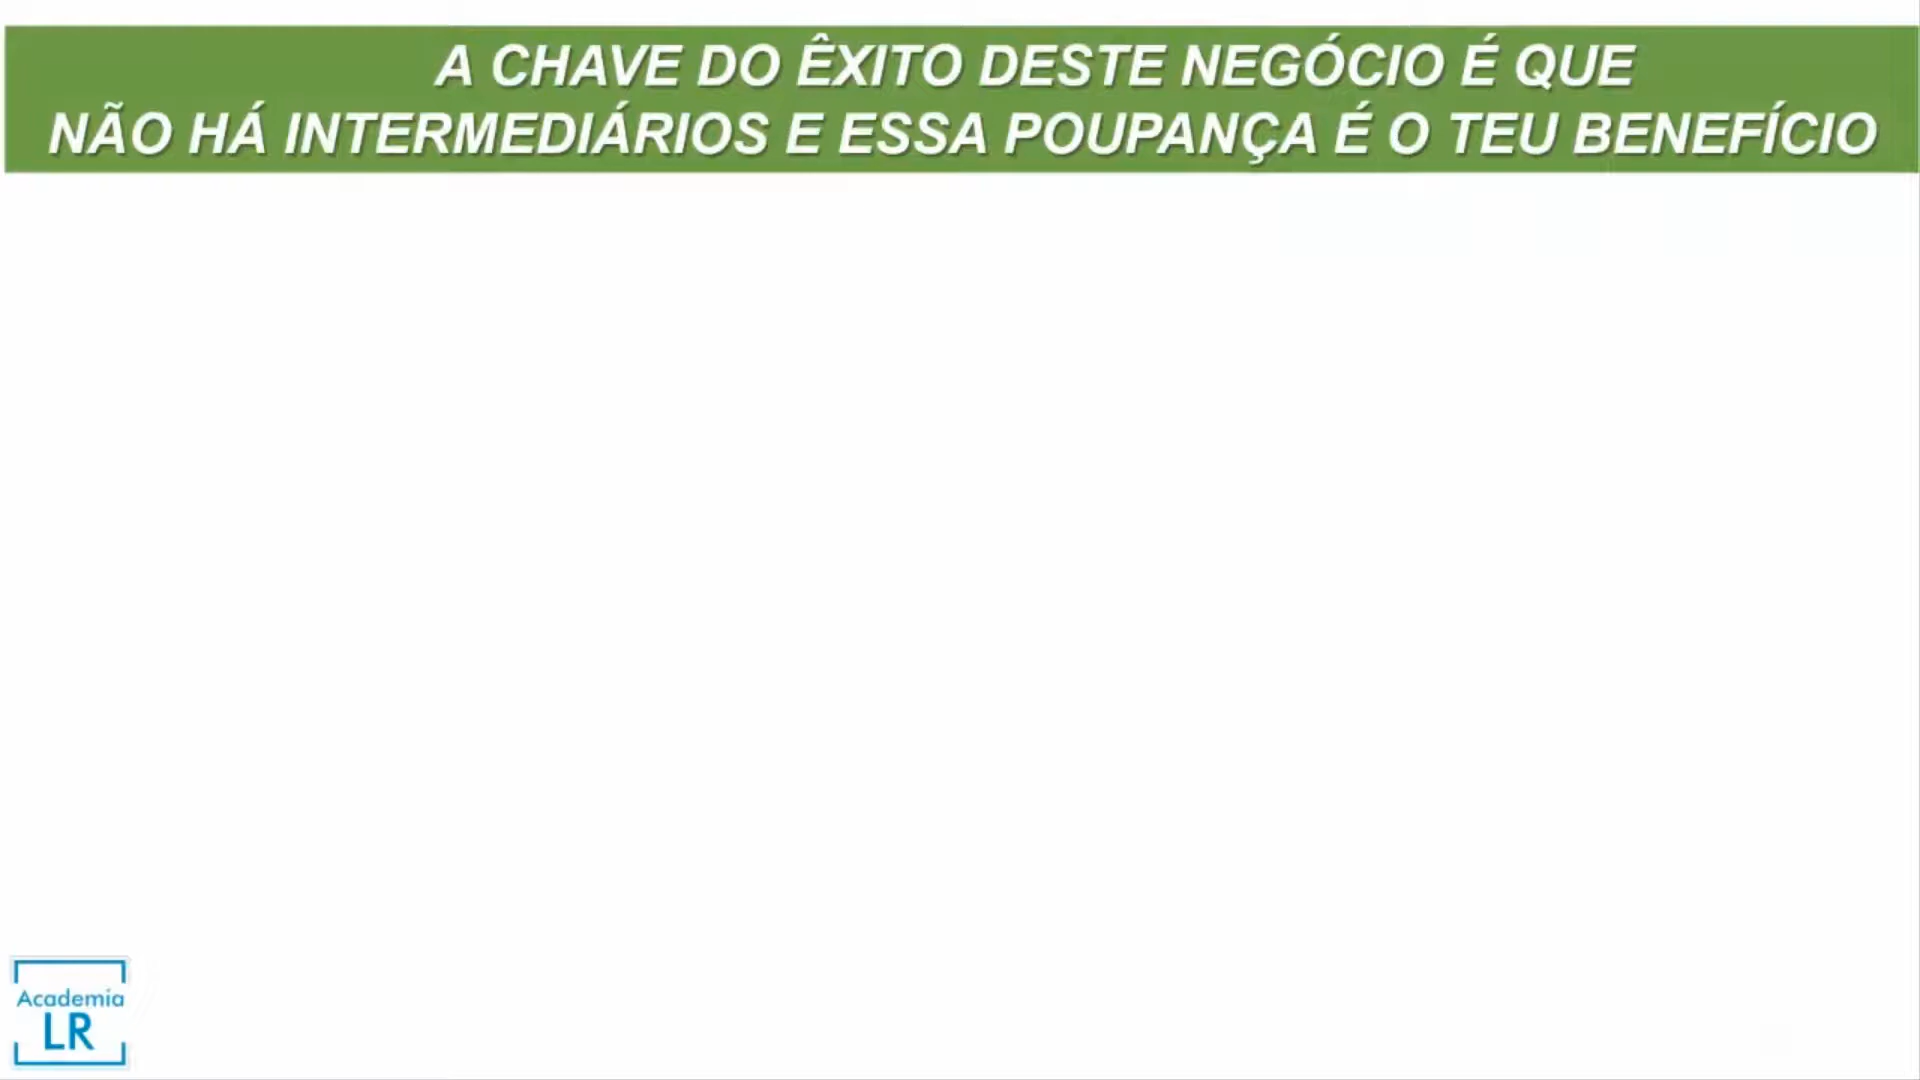 A CHAVE DO ÊXITO DESTE NEGÓCIO É QUE
NÃO HÁ INTERMEDIÁRIOS E ESSA POUPANÇA É O TEU BENEFÍCIO
Academia
LR